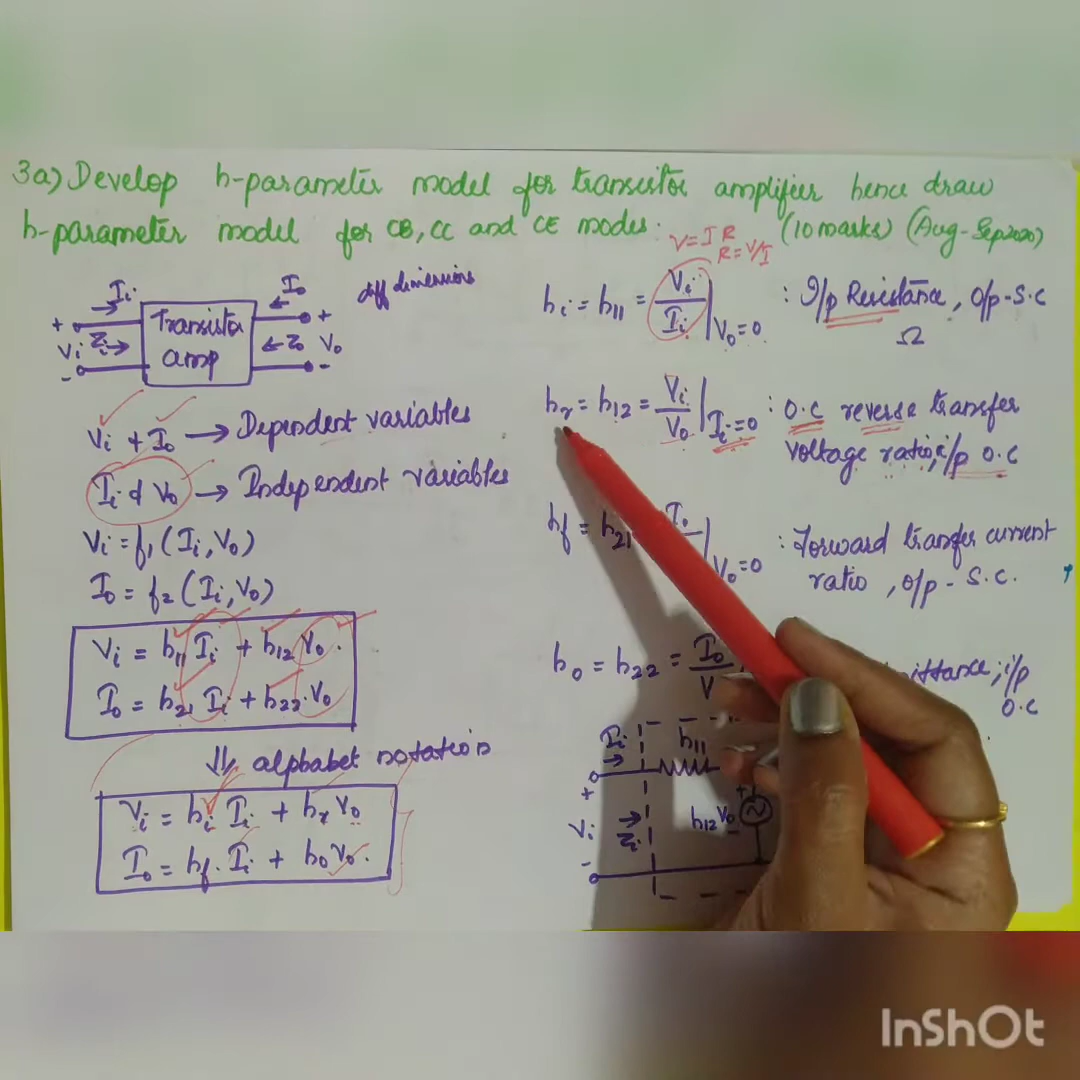 3a) Develop h-parameter model for transistor amplifier hence draw
h-parameter model for CB, CC and CE modes. (10 marks) (Aug-Sep 2020)
V=IR
R=V/I
Ii
Io
diff dimensions
+ Transistor +
Vi Zi amp Zo Vo
- -
Vi & Io → Dependent variables
Ii & Vo → Independent variables
Vi = f1 (Ii, Vo)
Io = f2 (Ii, Vo)
Vi = h11 Ii + h12 Vo.
Io = h21 Ii + h22. Vo
⇓ alphabet notation
Vi = hi Ii + hr Vo
Io = hf. Ii + ho Vo.
hi = h11 = Vi/Ii | Vo=0 : I/p Resistance, o/p-S.C
Ω
hr = h12 = Vi/Vo | Ii=0 : O.C reverse transfer
voltage ratio, i/p O.C
hf = h21 Io | Vo=0 : Forward transfer current
ratio, o/p - S.C.
ho = h22 = Io/V i/p
O.C
Ii h11
+
Vi Zi h12 Vo + -
-
InShOt